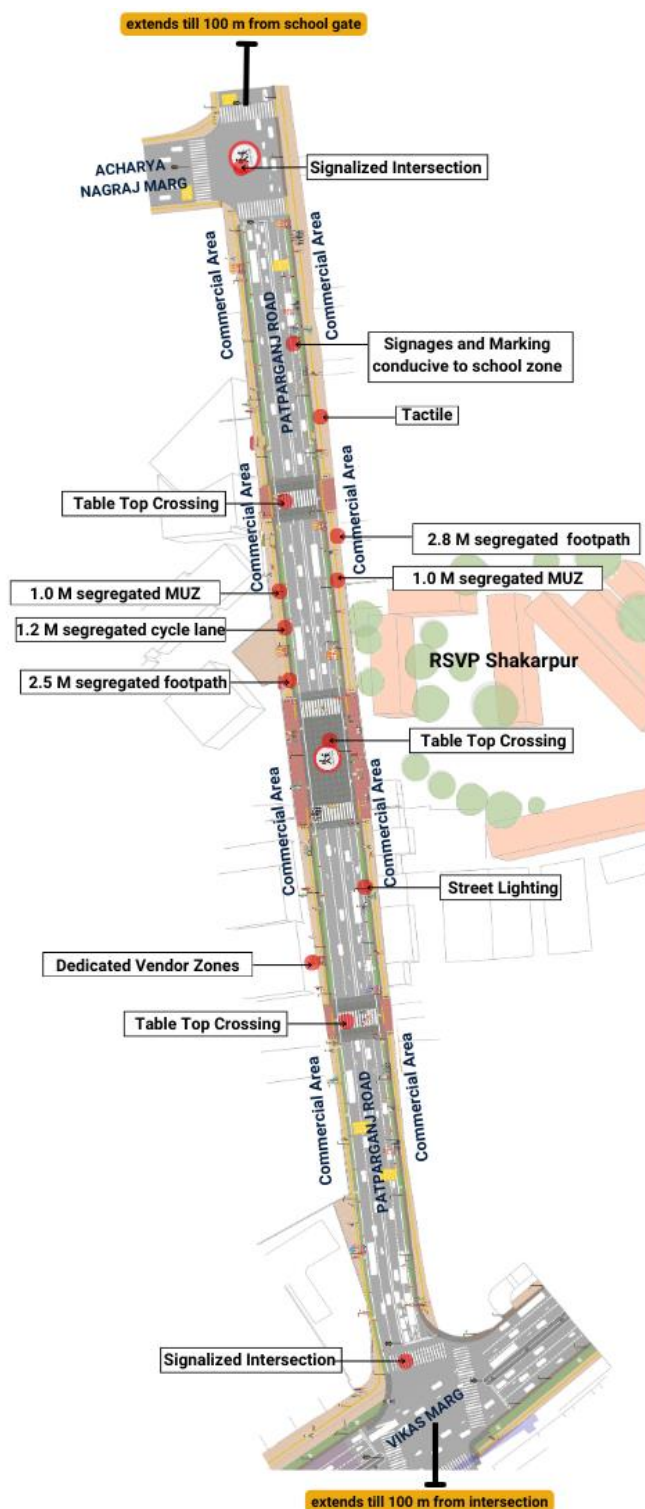 extends till 100 m from school gate
ACHARYA
NAGRAJ MARG
Signalized Intersection
Commercial Area
Commercial Area
PATPARGANJ ROAD
Signages and Marking
conducive to school zone
Tactile
Table Top Crossing
Commercial Area
Commercial Area
2.8 M segregated footpath
1.0 M segregated MUZ
1.0 M segregated MUZ
1.2 M segregated cycle lane
2.5 M segregated footpath
RSVP Shakarpur
Table Top Crossing
Commercial Area
Commercial Area
Street Lighting
Dedicated Vendor Zones
Table Top Crossing
Commercial Area
Commercial Area
PATPARGANJ ROAD
Signalized Intersection
VIKAS MARG
extends till 100 m from intersection